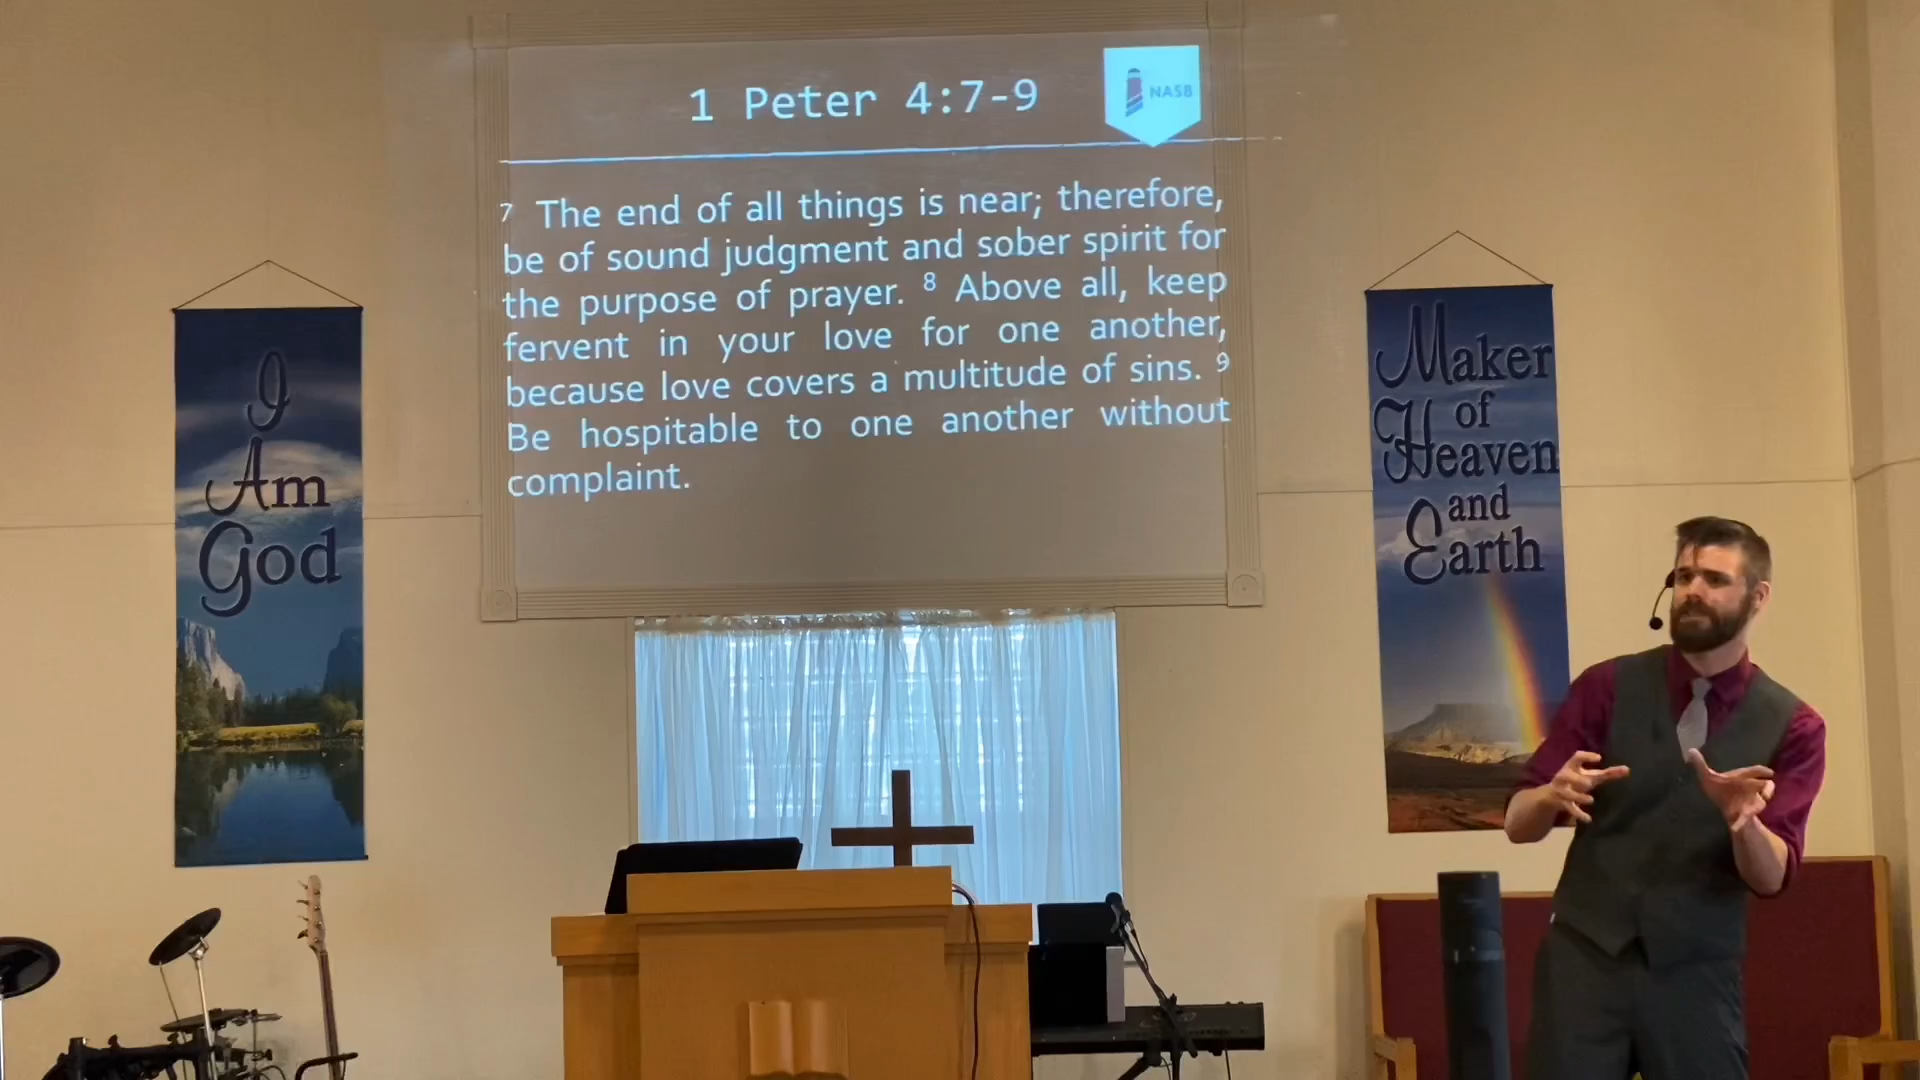 1 Peter 4:7-9
NASB
7 The end of all things is near; therefore,
be of sound judgment and sober spirit for
the purpose of prayer. 8 Above all, keep
fervent in your love for one another,
because love covers a multitude of sins. 9
Be hospitable to one another without
complaint.
I
Am
God
Maker
of
Heaven
and
Earth